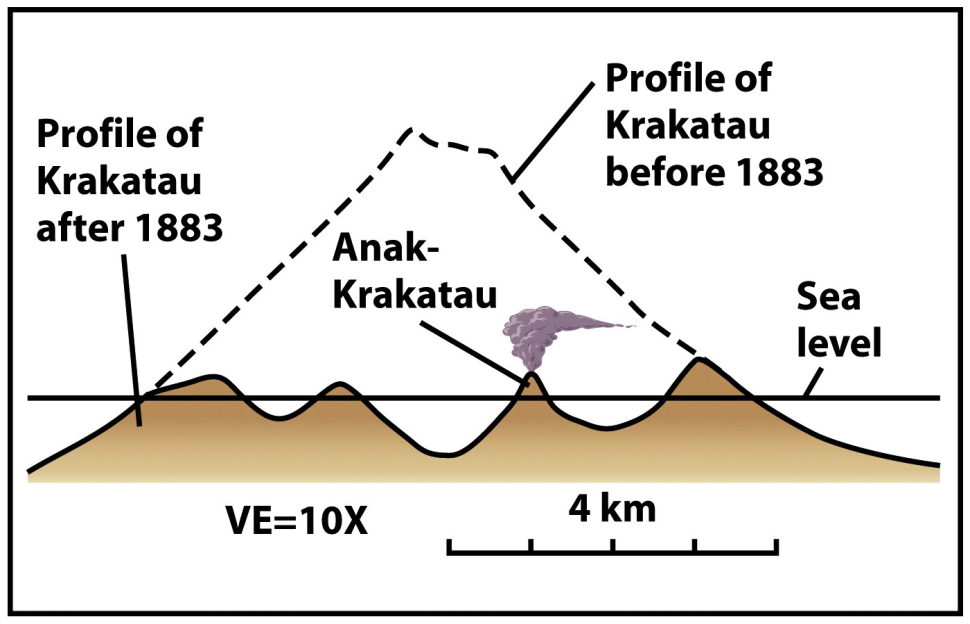 Profile of
Krakatau
before 1883
Profile of
Krakatau
after 1883
Anak-
Krakatau
Sea
level
VE=10X
4 km